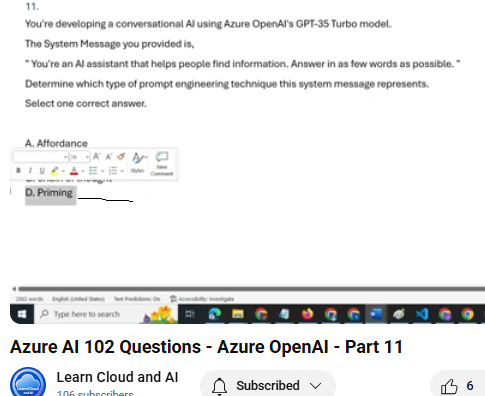 11.
You're developing a conversational AI using Azure OpenAI's GPT-35 Turbo model.
The System Message you provided is,
" You're an AI assistant that helps people find information. Answer in as few words as possible. "
Determine which type of prompt engineering technique this system message represents.
Select one correct answer.
A. Affordance
Styles
New
Comment
D. Priming
English (United States) Text Predictions: On Accessibility: Investigate
Type here to search
Azure AI 102 Questions - Azure OpenAI - Part 11
Learn Cloud and AI
106 subscribers
Subscribed
6